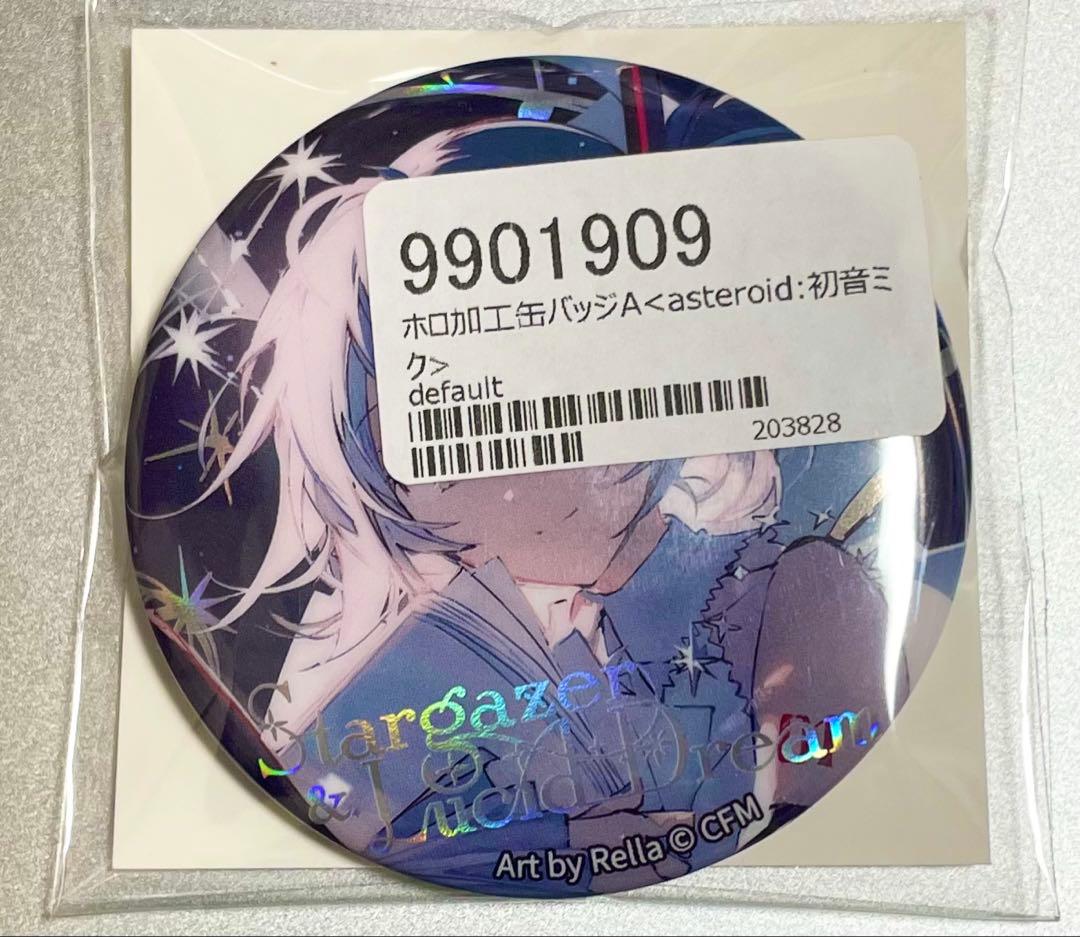 9901909
ホロ加工缶バッジA<asteroid:初音ミ
ク>
default
203828
Stargazer
& Lucid Dream
Art by Rella © CFM